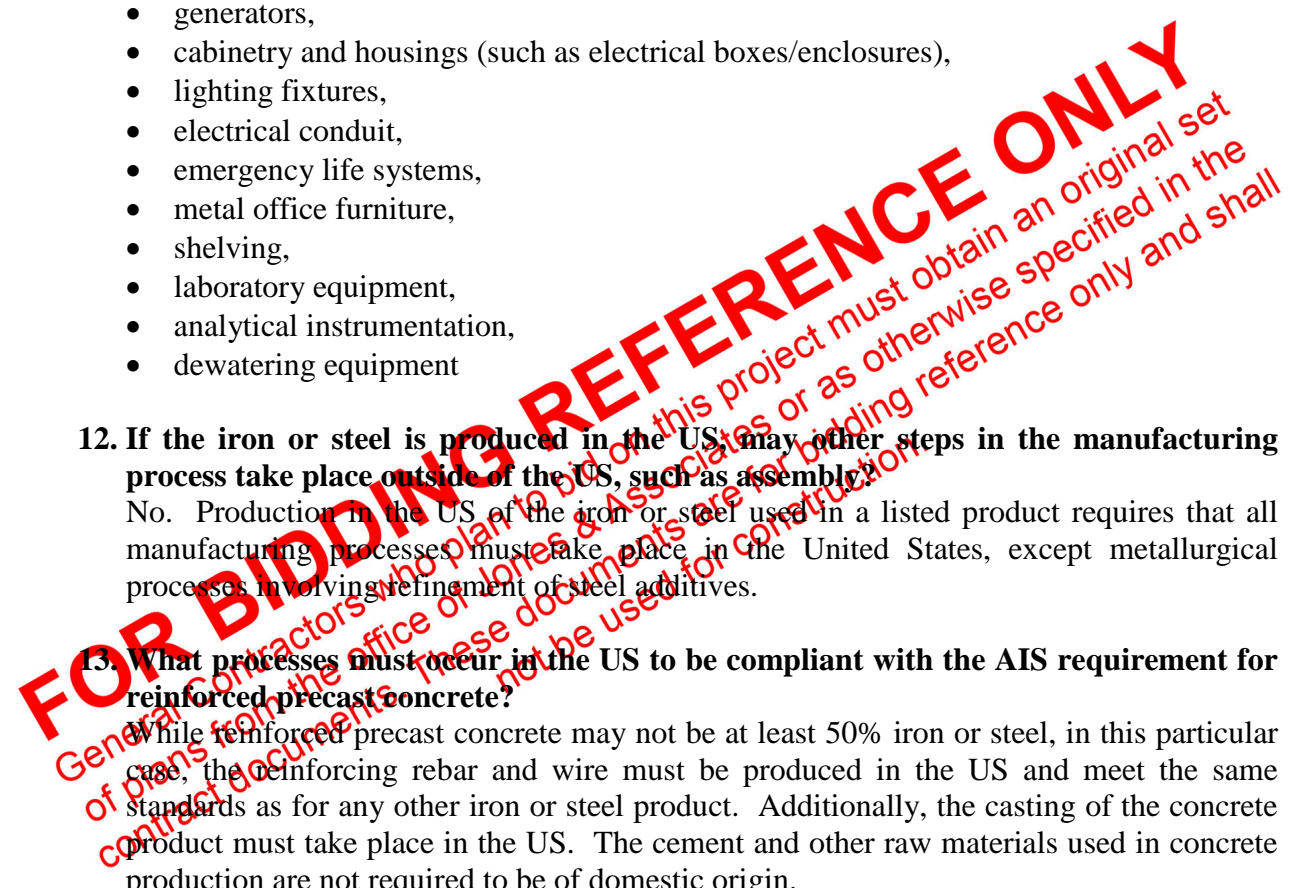 • generators,
• cabinetry and housings (such as electrical boxes/enclosures),
• lighting fixtures,
• electrical conduit,
• emergency life systems,
• metal office furniture,
• shelving,
• laboratory equipment,
• analytical instrumentation,
• dewatering equipment
12. If the iron or steel is produced in the US, may other steps in the manufacturing
process take place outside of the US, such as assembly?
No. Production in the US of the iron or steel used in a listed product requires that all
manufacturing processes must take place in the United States, except metallurgical
processes involving refinement of steel additives.
13. What processes must occur in the US to be compliant with the AIS requirement for
reinforced precast concrete?
While reinforced precast concrete may not be at least 50% iron or steel, in this particular
case, the reinforcing rebar and wire must be produced in the US and meet the same
standards as for any other iron or steel product. Additionally, the casting of the concrete
product must take place in the US. The cement and other raw materials used in concrete
production are not required to be of domestic origin.
FOR BIDDING REFERENCE ONLY
General Contractors who plan to bid on this project must obtain an original set
of plans from the office of Jones & Associates or as otherwise specified in the
contract documents. These documents are for bidding reference only and shall
not be used for construction.